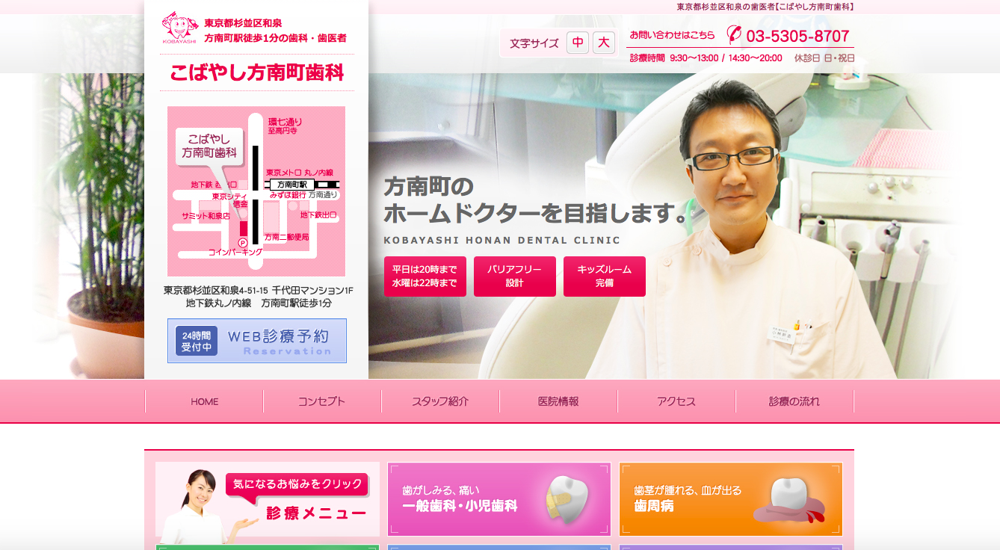 東京都杉並区和泉の歯医者【こばやし方南町歯科】
KOBAYASHI
東京都杉並区和泉
方南町駅徒歩1分の歯科・歯医者
こばやし方南町歯科
文字サイズ 中 大
お問い合わせはこちら 03-5305-8707
診療時間 9:30～13:00 / 14:30～20:00 休診日 日・祝日
環七通り
至高円寺
こばやし
方南町歯科
東京メトロ 丸ノ内線
地下鉄
出口
方南町駅
東京シティ
信金
みずほ銀行
方南通り
サミット和泉店
地下鉄出口
P
方南二郵便局
コインパーキング
東京都杉並区和泉4-51-15 千代田マンション1F
地下鉄丸ノ内線 方南町駅徒歩1分
24時間
受付中
WEB診療予約
Reservation
方南町の
ホームドクターを目指します。
KOBAYASHI HONAN DENTAL CLINIC
平日は20時まで
水曜は22時まで
バリアフリー
設計
キッズルーム
完備
HOME
コンセプト
スタッフ紹介
医院情報
アクセス
診療の流れ
気になるお悩みをクリック
診療メニュー
歯がしみる、痛い
一般歯科・小児歯科
歯茎が腫れる、血が出る
歯周病